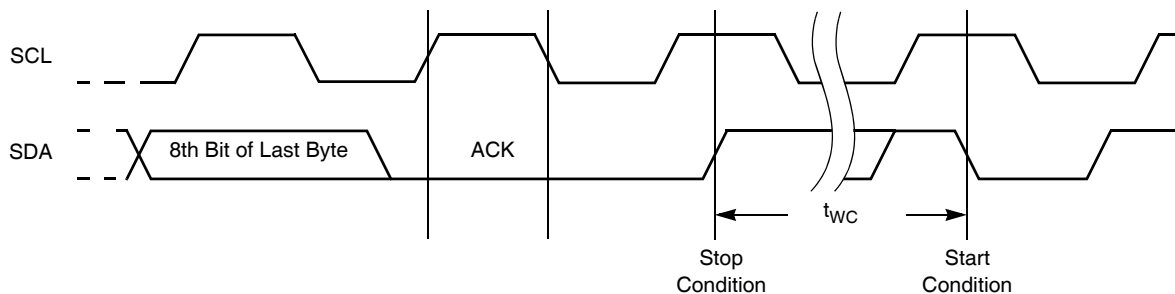 SCL
SDA
8th Bit of Last Byte
ACK
tWC
Stop
Condition
Start
Condition